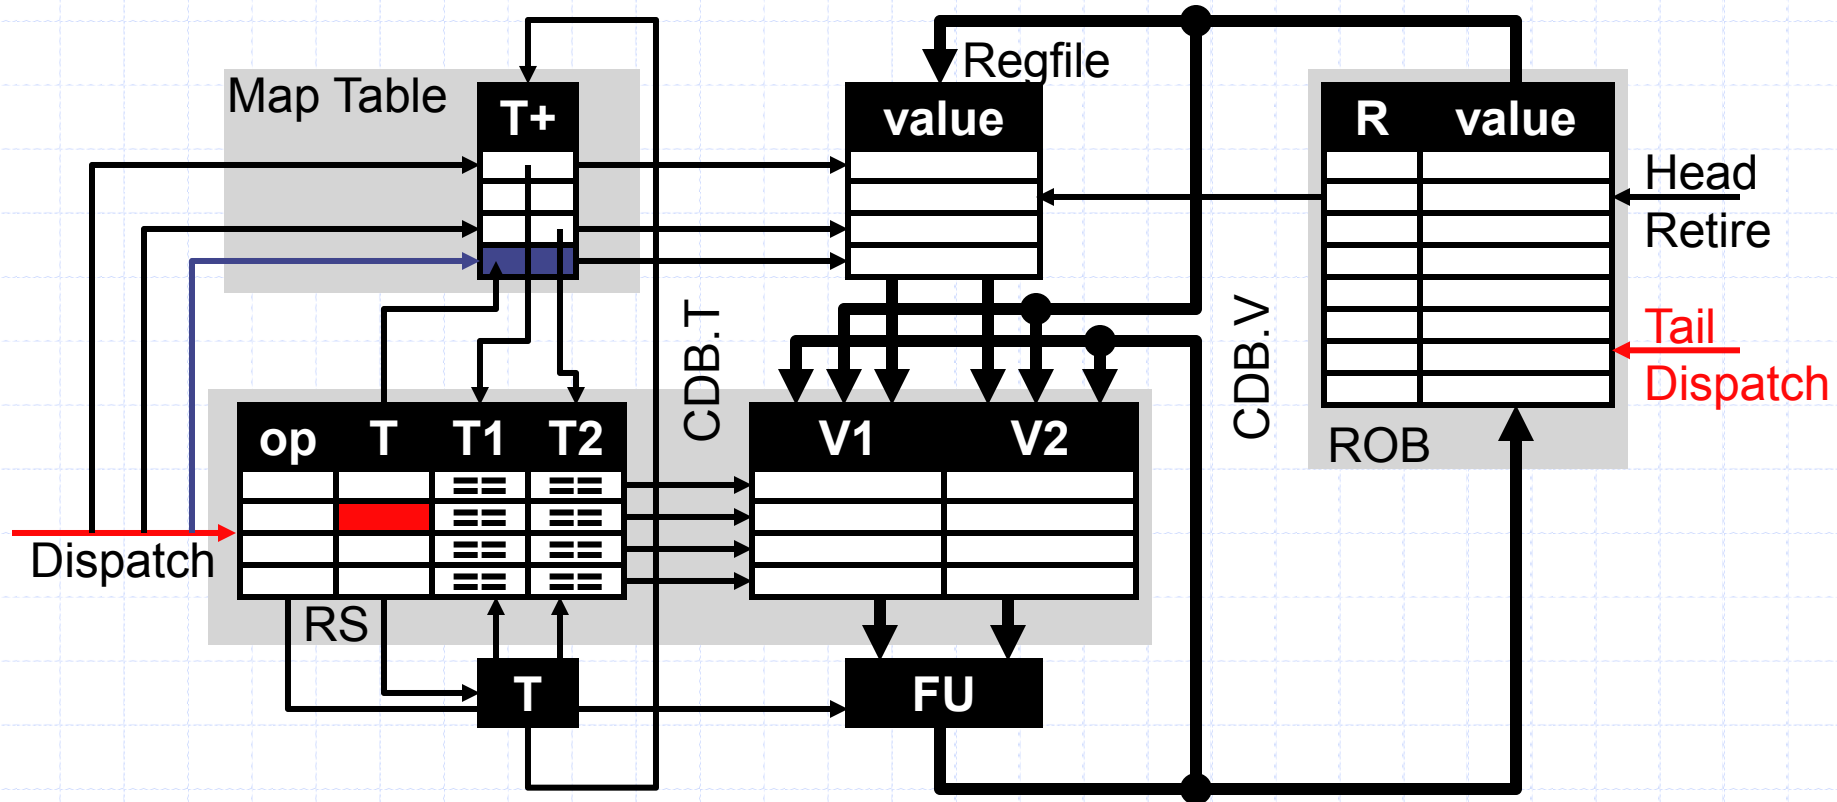 Regfile
Map Table
T+
value
R value
Head
Retire
CDB.T
CDB.V
Tail
Dispatch
op T T1 T2
V1 V2
ROB
== ==
== ==
== ==
== ==
Dispatch
RS
T
FU